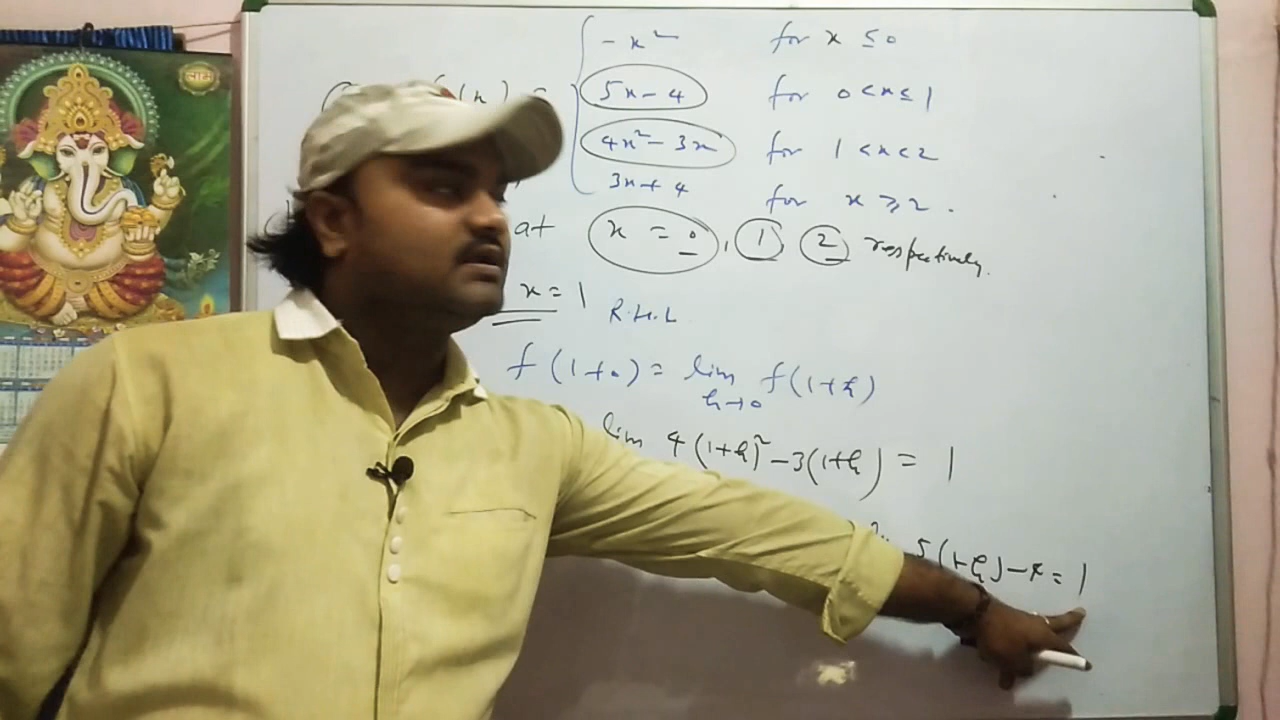 - x² for x ≤ 0
(x) = 5x - 4 for 0 < x ≤ 1
4x² - 3x for 1 < x < 2
3x + 4 for x ≥ 2.
at x = 0, 1 2 respectively.
x = 1 R.H.L
f(1+0) = lim f(1+h)
h→0
lim 4(1+h)² - 3(1+h) = 1
5(1-h) - 4 = 1